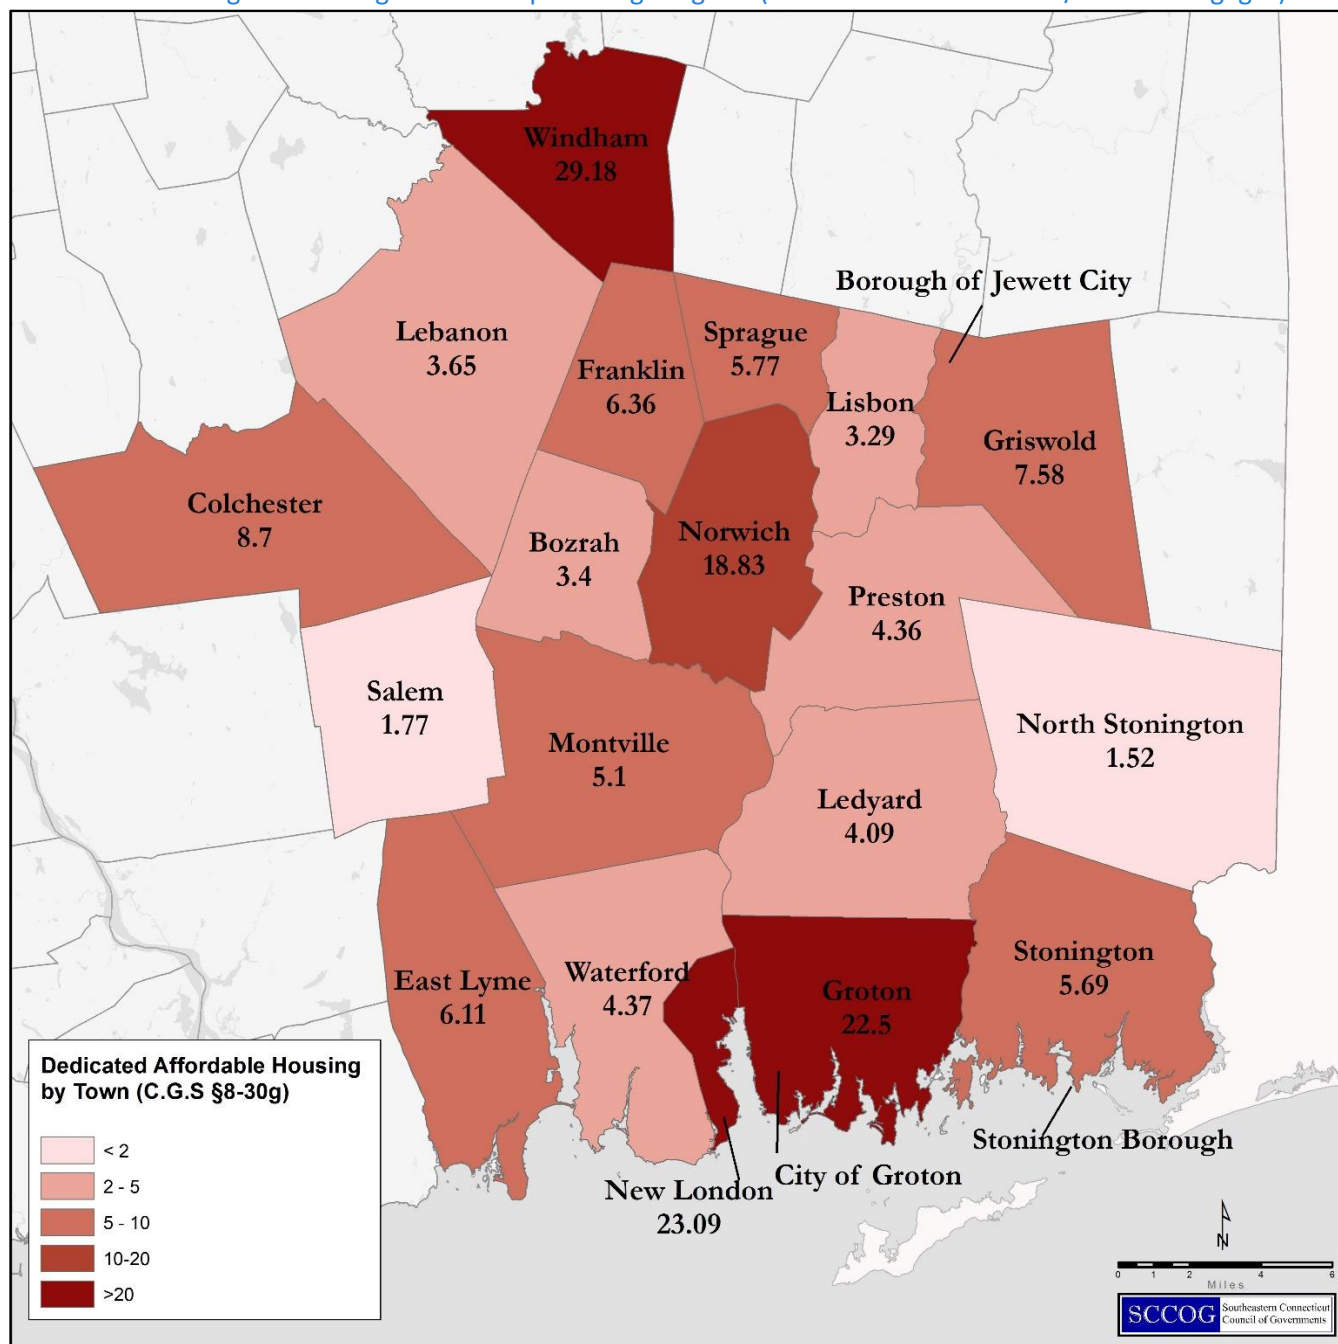 Windham
29.18
Borough of Jewett City
Lebanon
3.65
Sprague
5.77
Franklin
6.36
Lisbon
3.29
Griswold
7.58
Colchester
8.7
Bozrah
3.4
Norwich
18.83
Preston
4.36
Salem
1.77
North Stonington
1.52
Montville
5.1
Ledyard
4.09
Stonington
5.69
East Lyme
6.11
Waterford
4.37
Groton
22.5
Stonington Borough
City of Groton
New London
23.09
Dedicated Affordable Housing
by Town (C.G.S §8-30g)
< 2
2 - 5
5 - 10
10-20
>20
N
0 1 2 4 6
Miles
SCCOG
Southeastern Connecticut
Council of Governments